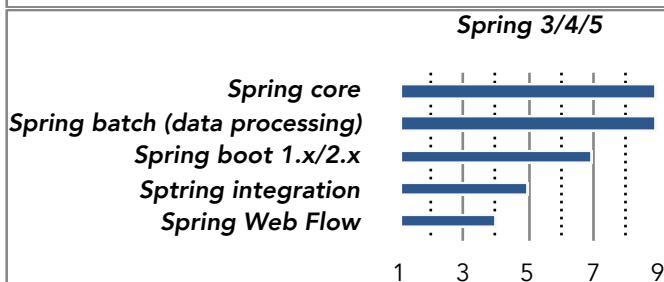 Spring 3/4/5
Spring core
Spring batch (data processing)
Spring boot 1.x/2.x
Sptring integration
Spring Web Flow
1 3 5 7 9